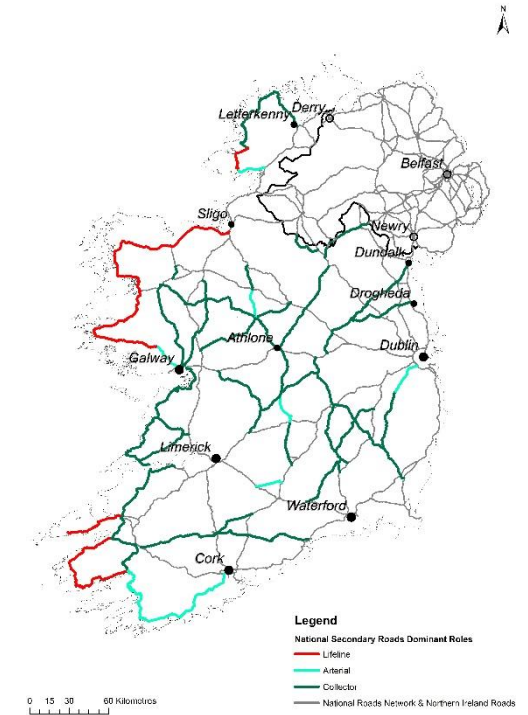 N
Letterkenny
Derry
Belfast
Sligo
Newry
Dundalk
Drogheda
Athlone
Dublin
Galway
Limerick
Waterford
Cork
Legend
National Secondary Roads Dominant Roles
Lifeline
Arterial
Collector
National Roads Network & Northern Ireland Roads
0 15 30 60 Kilometres